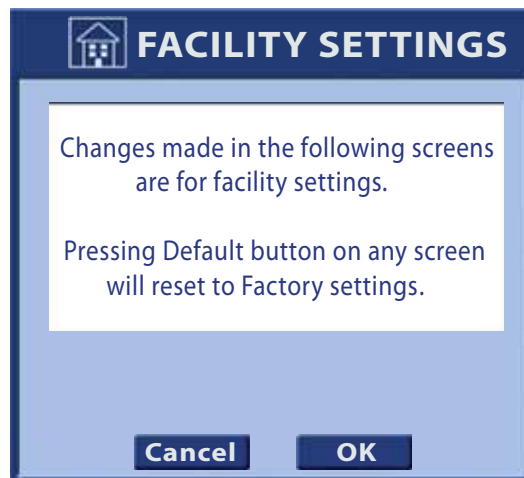 FACILITY SETTINGS
Changes made in the following screens
are for facility settings.
Pressing Default button on any screen
will reset to Factory settings.
Cancel OK